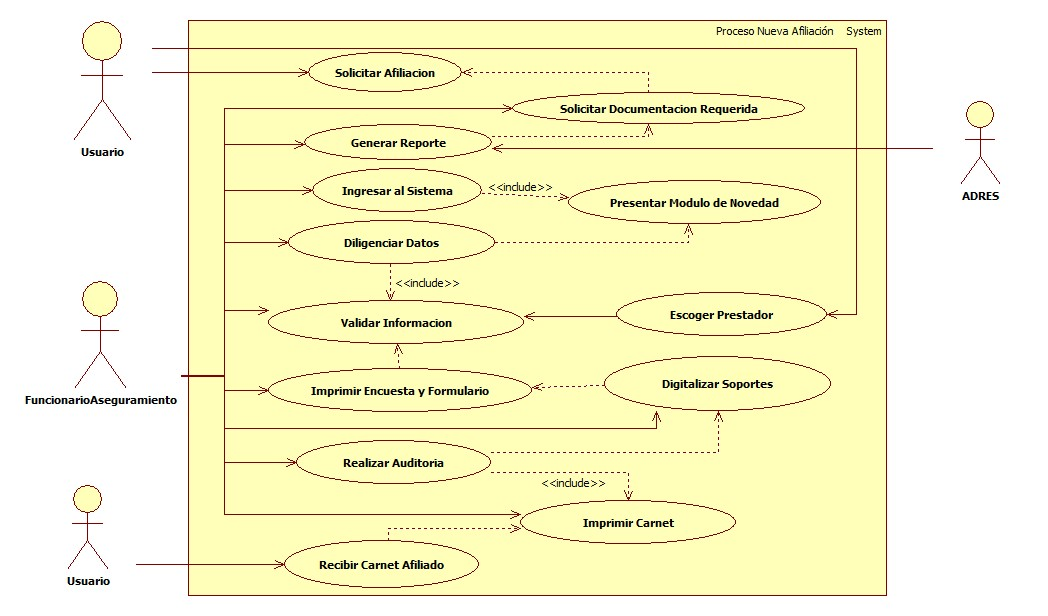 Proceso Nueva Afiliación System
Solicitar Afiliacion
Solicitar Documentacion Requerida
Generar Reporte
Usuario
Ingresar al Sistema
<<include>>
Presentar Modulo de Novedad
ADRES
Diligenciar Datos
<<include>>
Escoger Prestador
Validar Informacion
Digitalizar Soportes
Imprimir Encuesta y Formulario
FuncionarioAseguramiento
Realizar Auditoria
<<include>>
Imprimir Carnet
Recibir Carnet Afiliado
Usuario